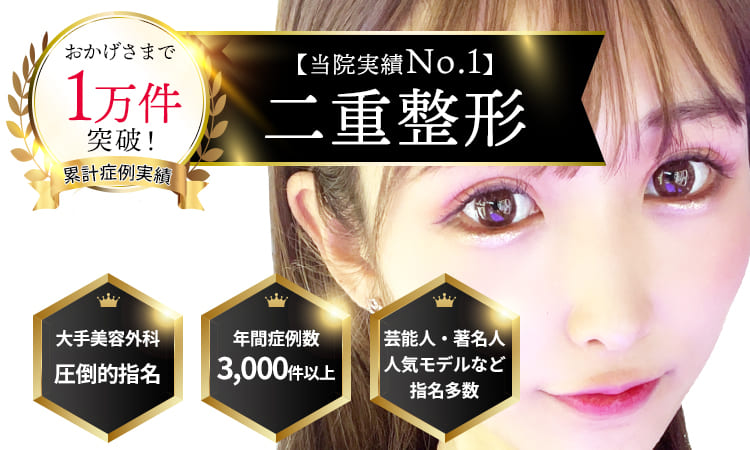 おかげさまで
1万件
突破!
累計症例実績
【当院実績No.1】
二重整形
大手美容外科
圧倒的指名
年間症例数
3,000件以上
芸能人・著名人
人気モデルなど
指名多数